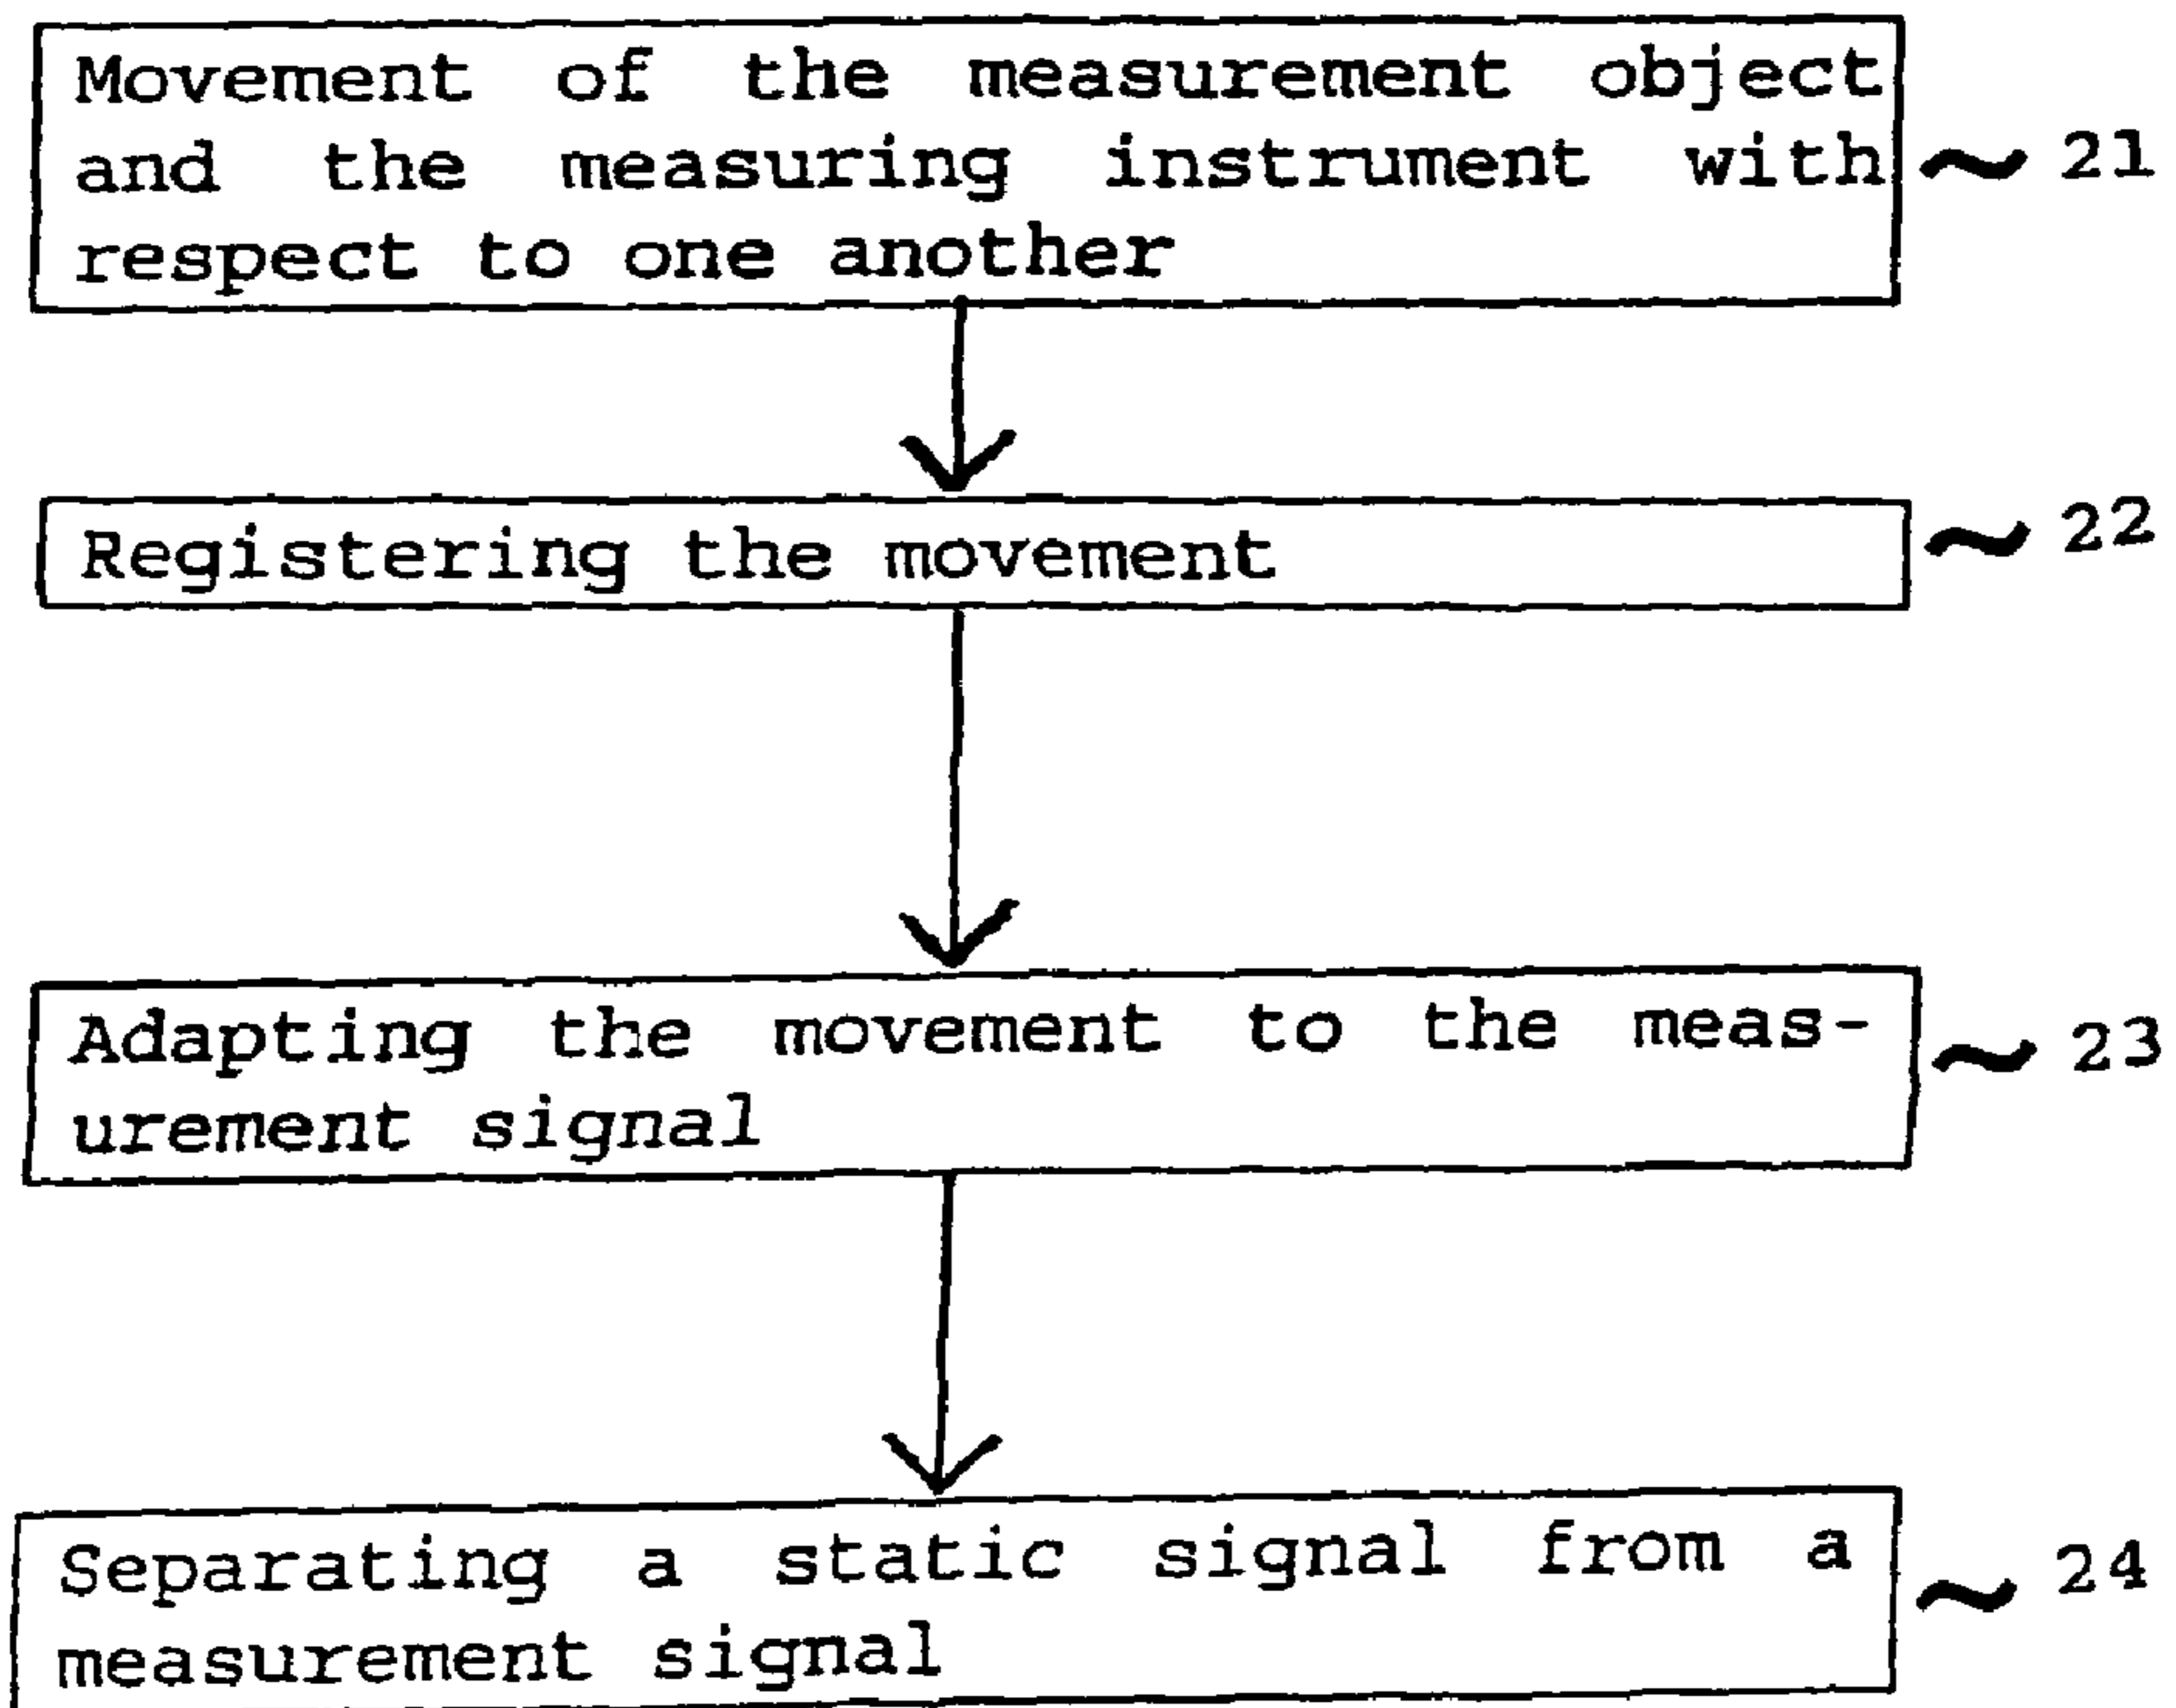 Movement of the measurement object
and the measuring instrument with
respect to one another
~ 21
Registering the movement
~ 22
Adapting the movement to the meas-
urement signal
~ 23
Separating a static signal from a
measurement signal
~ 24